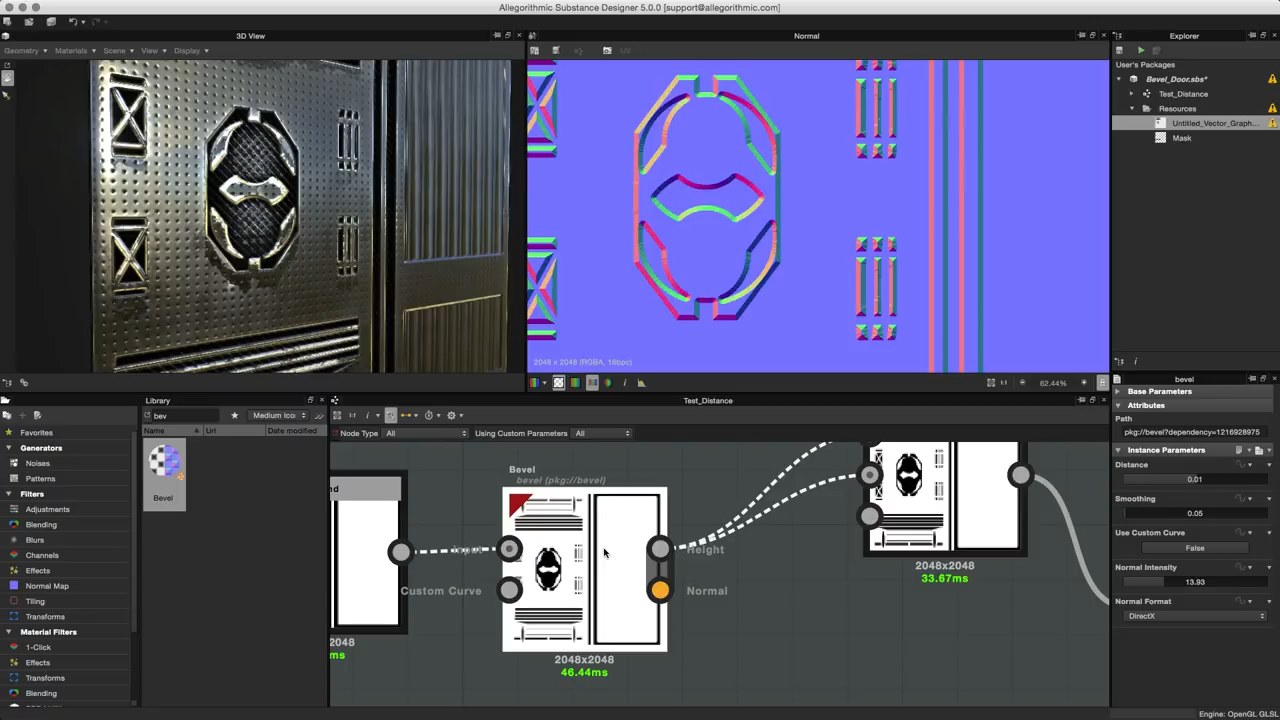 Allegorithmic Substance Designer 5.0.0 [support@allegorithmic.com]
3D View
Geometry Materials Scene View Display
Normal
UV
2048 x 2048 (RGBA, 16bpc)
62.44%
Explorer
User's Packages
Bevel_Door.sbs*
Test_Distance
Resources
Untitled_Vector_Graph...
Mask
Library
bev
Medium Ico
Name Url Date modified
Bevel
Favorites
Generators
Noises
Patterns
Filters
Adjustments
Blending
Blurs
Channels
Effects
Normal Map
Tiling
Transforms
Material Filters
1-Click
Effects
Transforms
Blending
Test_Distance
1:1
Node Type All Using Custom Parameters All
nd
2048
ms
Bevel
bevel (pkg://bevel)
Input
Custom Curve
Height
Normal
2048x2048
46.44ms
2048x2048
33.67ms
bevel
Base Parameters
Attributes
Path
pkg://bevel?dependency=1216928975
Instance Parameters
Distance
0.01
Smoothing
0.05
Use Custom Curve
False
Normal Intensity
13.93
Normal Format
DirectX
Engine: OpenGL GLSL